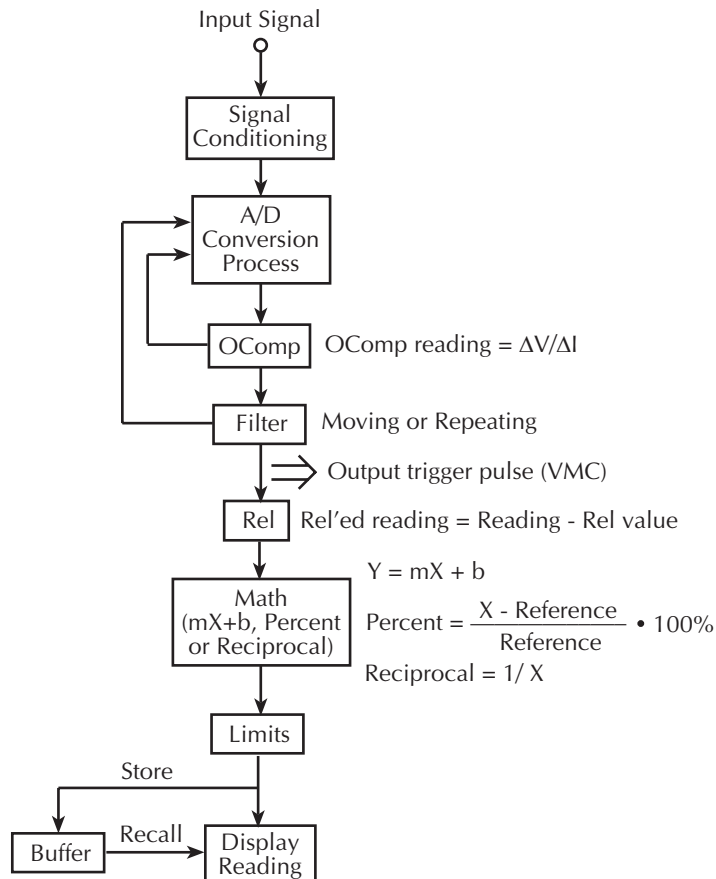 Input Signal
Signal
Conditioning
A/D
Conversion
Process
OComp
OComp reading = ΔV/ΔI
Filter
Moving or Repeating
Output trigger pulse (VMC)
Rel
Rel'ed reading = Reading - Rel value
Y = mX + b
Math
(mX+b, Percent
or Reciprocal)
Percent = X - Reference
Reference
• 100%
Reciprocal = 1/ X
Limits
Store
Buffer
Recall
Display
Reading